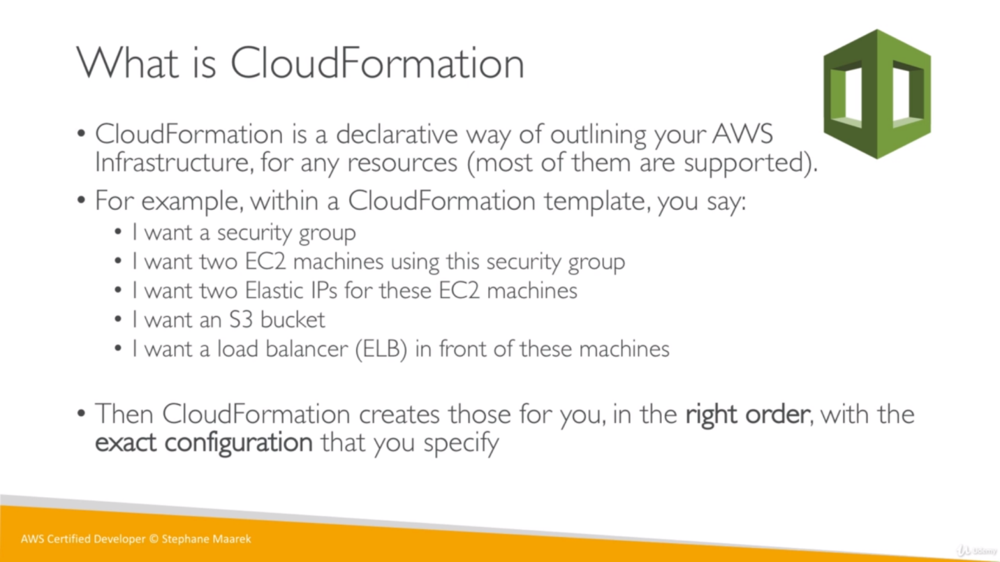 What is CloudFormation
• CloudFormation is a declarative way of outlining your AWS
Infrastructure, for any resources (most of them are supported).
• For example, within a CloudFormation template, you say:
• I want a security group
• I want two EC2 machines using this security group
• I want two Elastic IPs for these EC2 machines
• I want an S3 bucket
• I want a load balancer (ELB) in front of these machines
• Then CloudFormation creates those for you, in the right order, with the
exact configuration that you specify
AWS Certified Developer © Stephane Maarek
Udemy